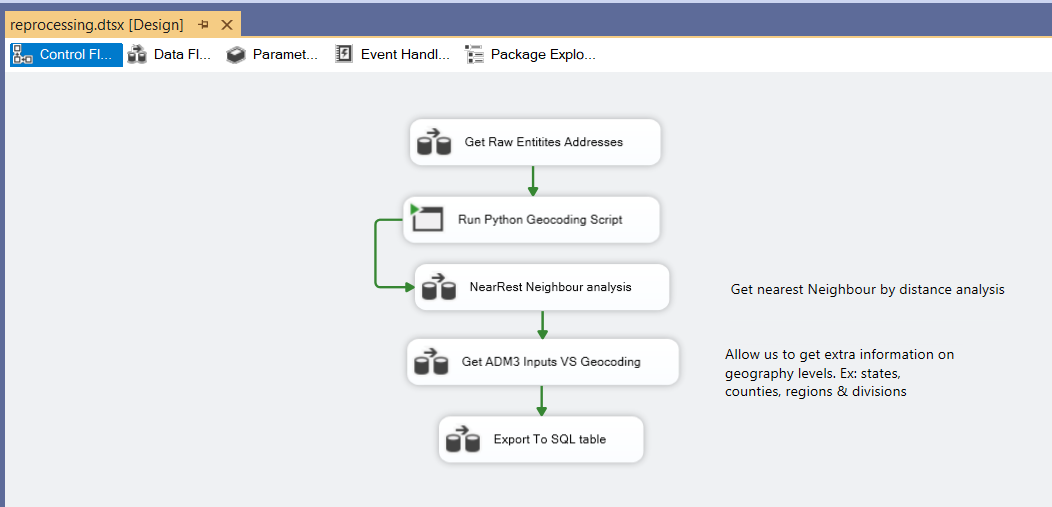 reprocessing.dtsx [Design]
Control Fl... Data Fl... Paramet... Event Handl... Package Explo...
Get Raw Entitites Addresses
Run Python Geocoding Script
NearRest Neighbour analysis
Get nearest Neighbour by distance analysis
Get ADM3 Inputs VS Geocoding
Allow us to get extra information on
geography levels. Ex: states,
counties, regions & divisions
Export To SQL table